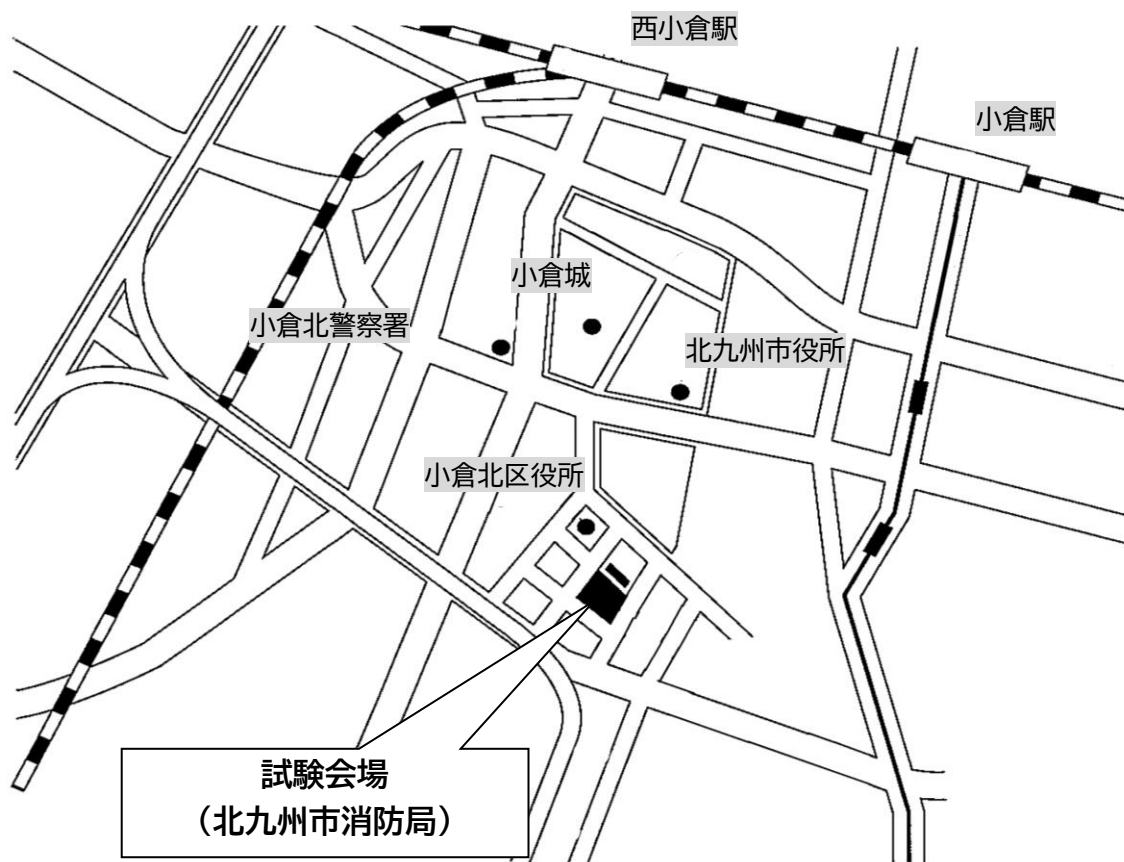 西小倉駅
小倉駅
小倉城
小倉北警察署
北九州市役所
小倉北区役所
試験会場
（北九州市消防局）